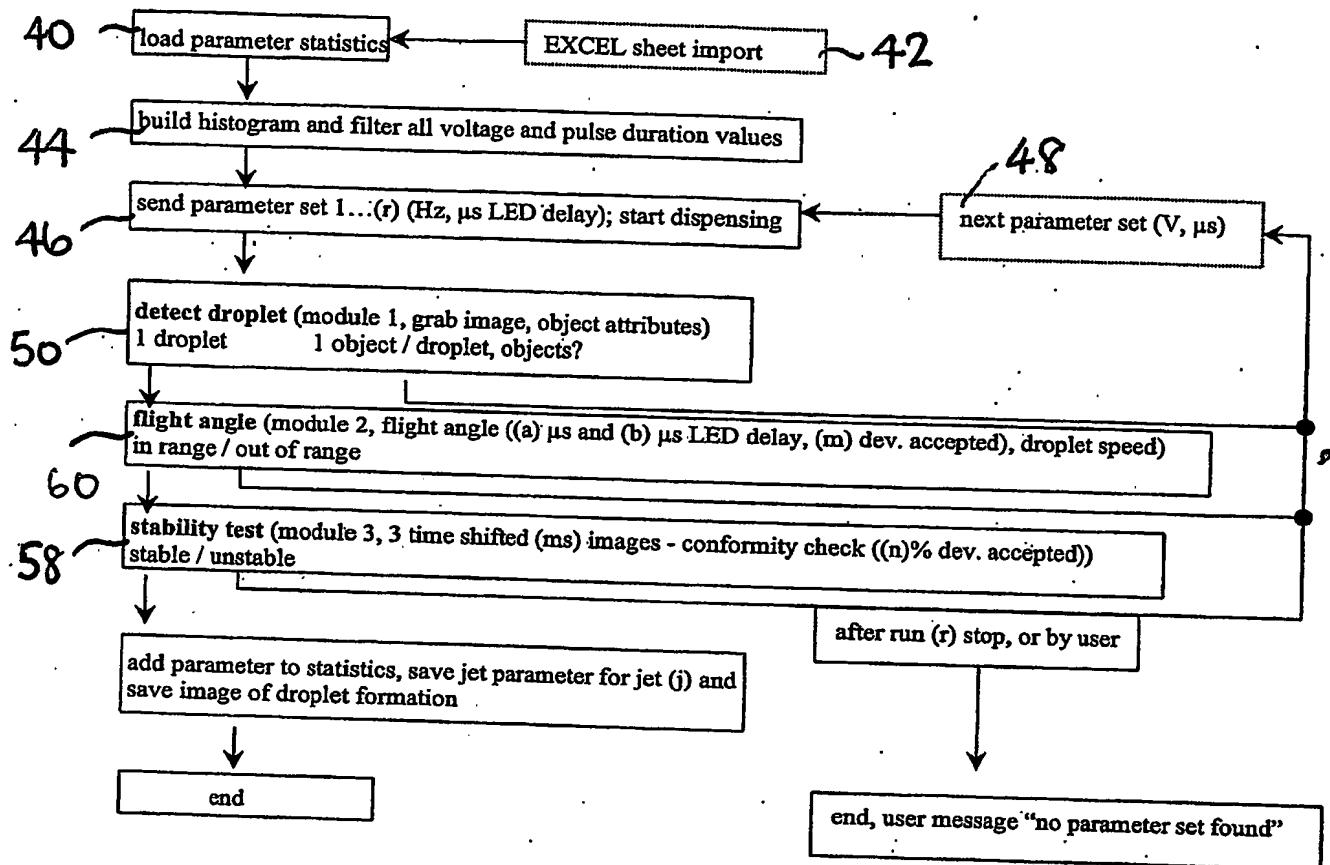 40
load parameter statistics
EXCEL sheet import
42
44
build histogram and filter all voltage and pulse duration values
48
46
send parameter set 1...(r) (Hz, μs LED delay); start dispensing
next parameter set (V, μs)
50
detect droplet (module 1, grab image, object attributes)
1 droplet 1 object / droplet, objects?
60
flight angle (module 2, flight angle ((a) μs and (b) μs LED delay, (m) dev. accepted), droplet speed)
in range / out of range
58
stability test (module 3, 3 time shifted (ms) images - conformity check ((n)% dev. accepted))
stable / unstable
after run (r) stop, or by user
add parameter to statistics, save jet parameter for jet (j) and
save image of droplet formation
end
end, user message "no parameter set found"